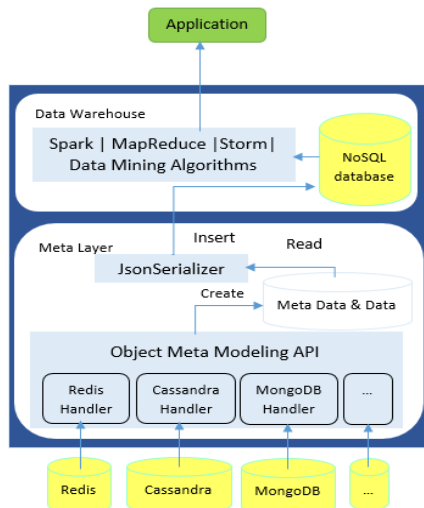 Application
Data Warehouse
Spark | MapReduce |Storm|
Data Mining Algorithms
NoSQL
database
Meta Layer
Insert
Read
JsonSerializer
Create
Meta Data & Data
Object Meta Modeling API
Redis
Handler
Cassandra
Handler
MongoDB
Handler
...
Redis
Cassandra
MongoDB
...